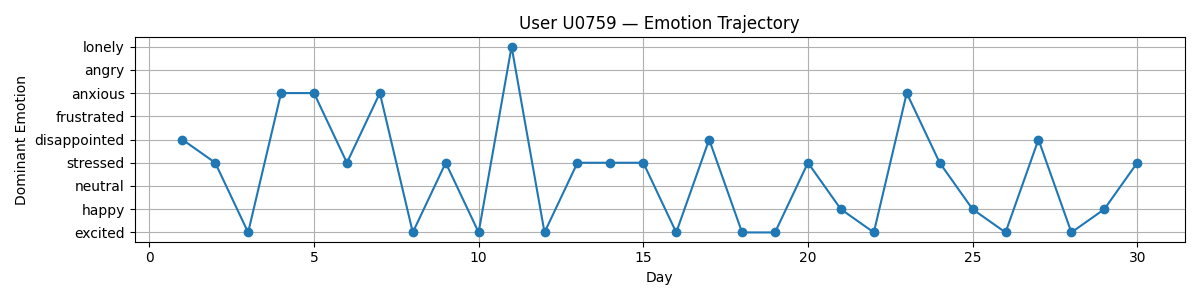 User U0759 — Emotion Trajectory
Dominant Emotion
lonely
angry
anxious
frustrated
disappointed
stressed
neutral
happy
excited
0 5 10 15 20 25 30
Day